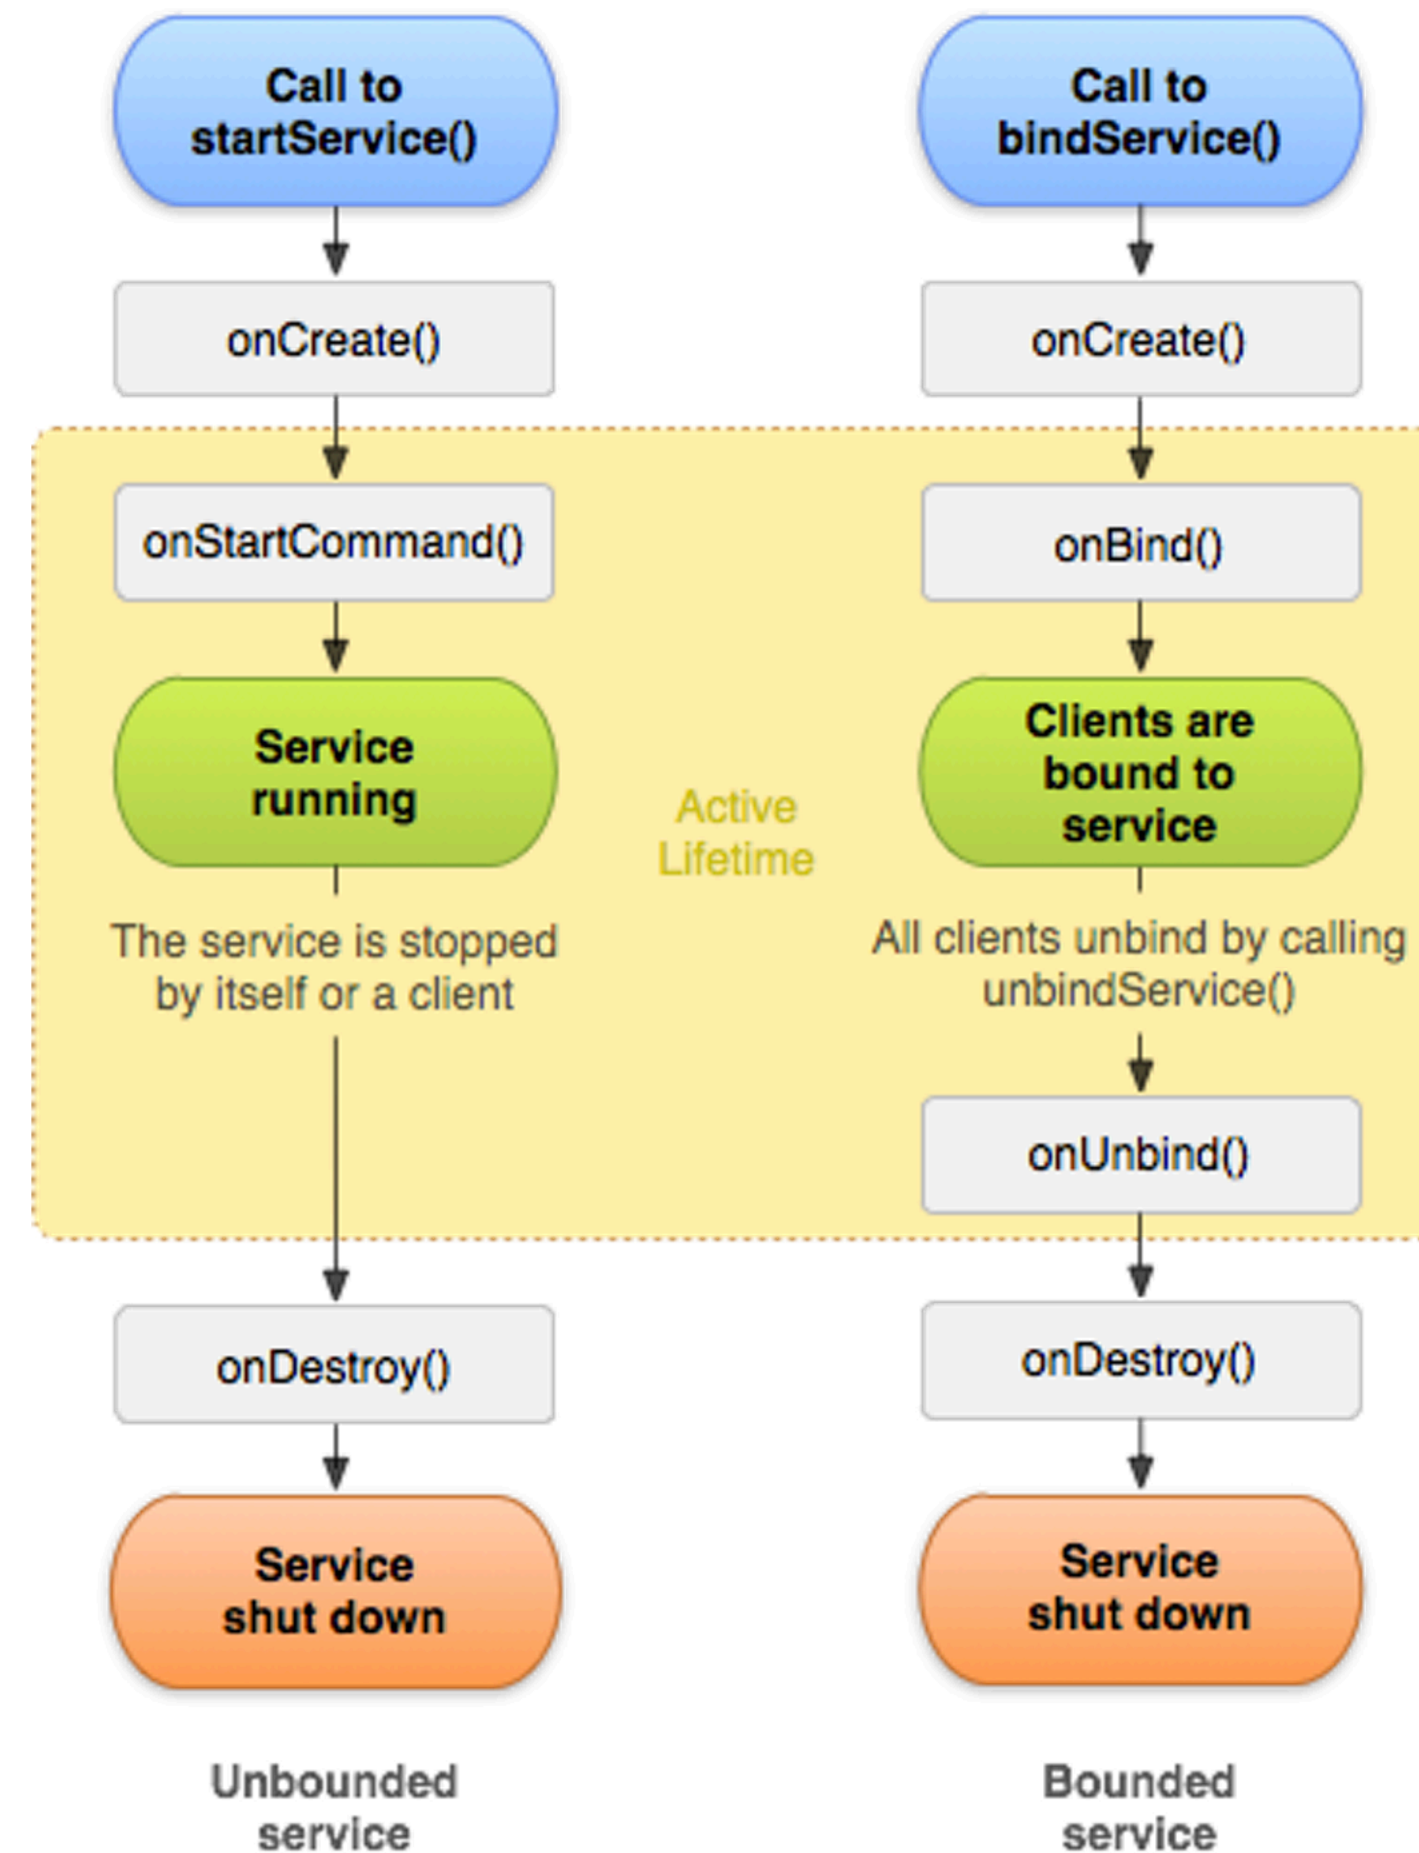 Call to
startService()
onCreate()
onStartCommand()
Service
running
The service is stopped
by itself or a client
onDestroy()
Service
shut down
Unbounded
service
Active
Lifetime
Call to
bindService()
onCreate()
onBind()
Clients are
bound to
service
All clients unbind by calling
unbindService()
onUnbind()
onDestroy()
Service
shut down
Bounded
service